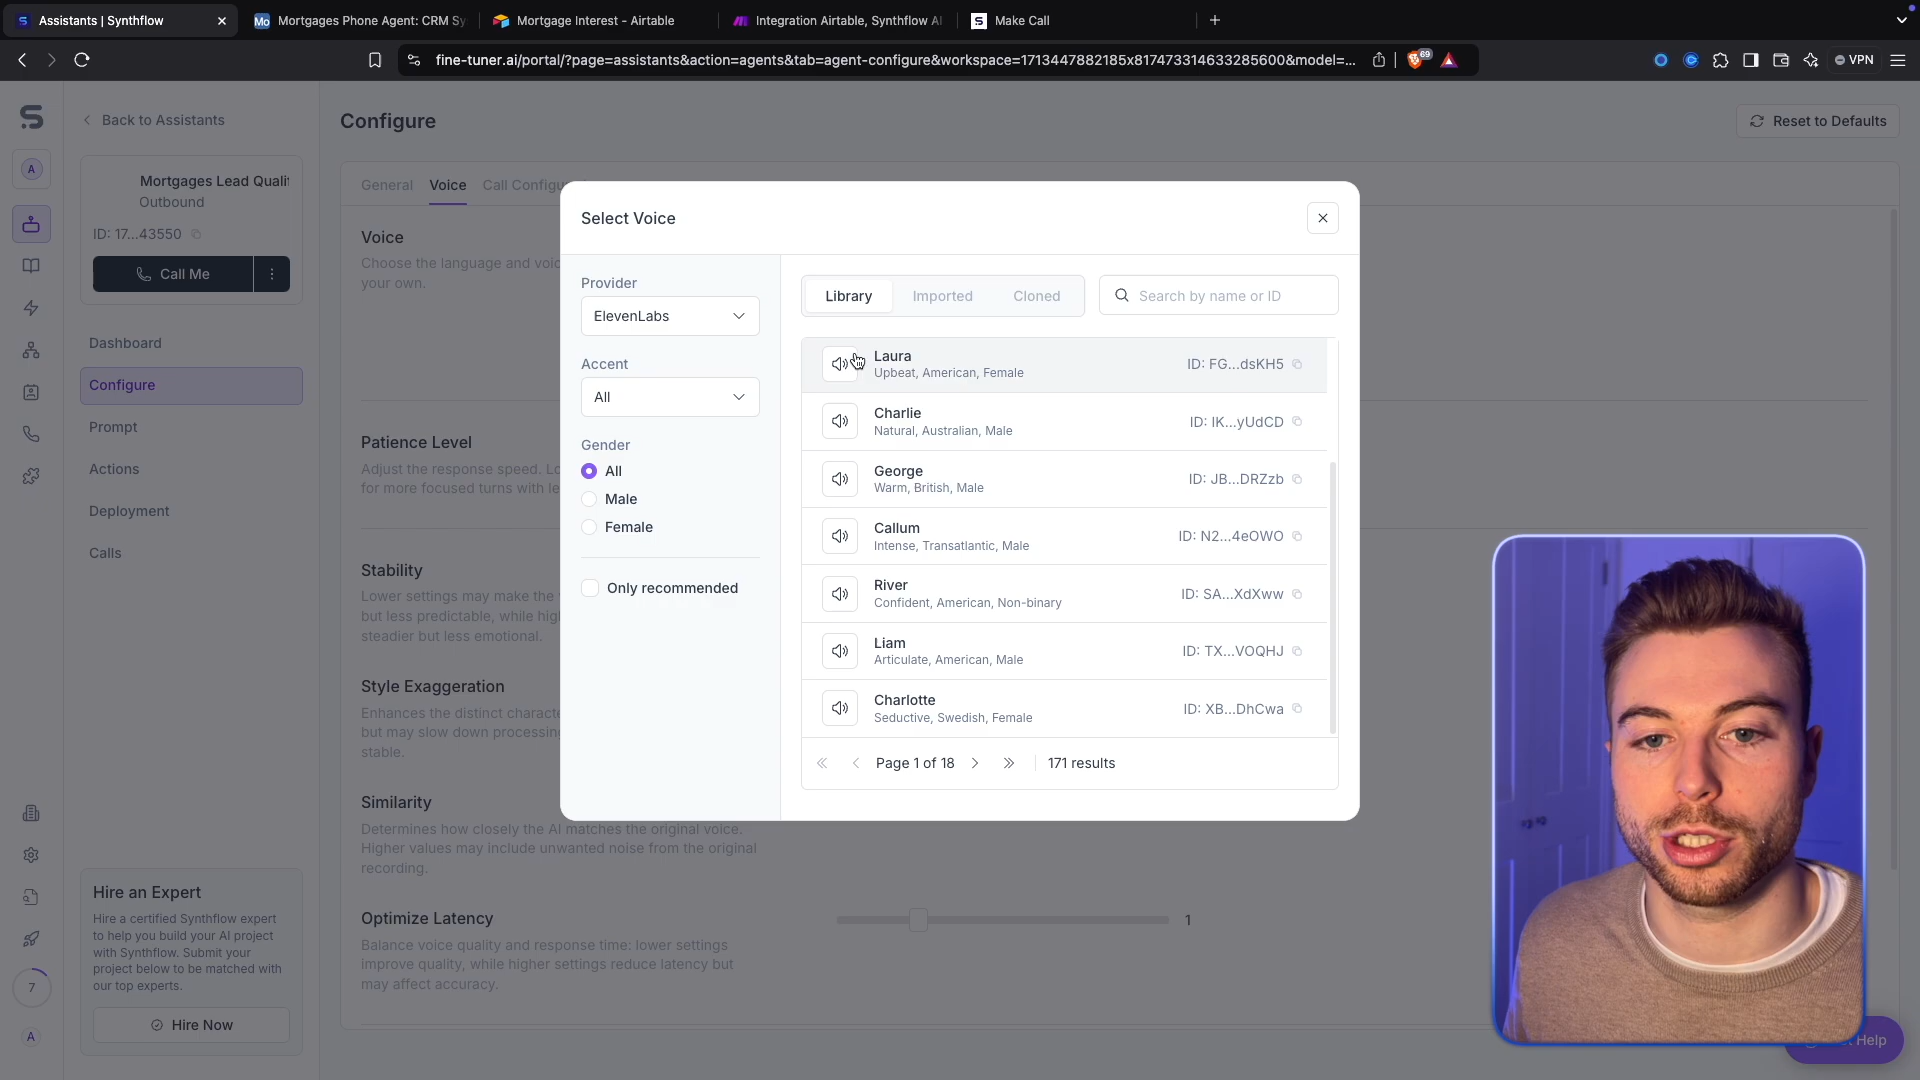 Assistants | Synthflow
Mortgages Phone Agent: CRM Sy
Mortgage Interest - Airtable
Integration Airtable, Synthflow AI
Make Call
fine-tuner.ai/portal/?page=assistants&action=agents&tab=agent-configure&workspace=1713447882185x817473314633285600&model=...
69
VPN
Back to Assistants
Configure
Reset to Defaults
A
Mortgages Lead Qualif
Outbound
ID: 17...43550
Call Me
General
Voice
Call Configu
Voice
Choose the language and voic
your own.
Dashboard
Configure
Prompt
Actions
Deployment
Calls
Patience Level
Adjust the response speed. Lo
for more focused turns with le
Stability
Lower settings may make the
but less predictable, while hig
steadier but less emotional.
Style Exaggeration
Enhances the distinct characte
but may slow down processing
stable.
Similarity
Determines how closely the AI matches the original voice.
Higher values may include unwanted noise from the original
recording.
Optimize Latency
1
Balance voice quality and response time: lower settings
improve quality, while higher settings reduce latency but
may affect accuracy.
Hire an Expert
Hire a certified Synthflow expert
to help you build your AI project
with Synthflow. Submit your
project below to be matched with
our top experts.
Hire Now
7
A
Select Voice
Provider
ElevenLabs
Accent
All
Gender
All
Male
Female
Only recommended
Library
Imported
Cloned
Search by name or ID
Laura
Upbeat, American, Female
ID: FG...dsKH5
Charlie
Natural, Australian, Male
ID: IK...yUdCD
George
Warm, British, Male
ID: JB...DRZzb
Callum
Intense, Transatlantic, Male
ID: N2...4eOWO
River
Confident, American, Non-binary
ID: SA...XdXww
Liam
Articulate, American, Male
ID: TX...VOQHJ
Charlotte
Seductive, Swedish, Female
ID: XB...DhCwa
Page 1 of 18
171 results
Help